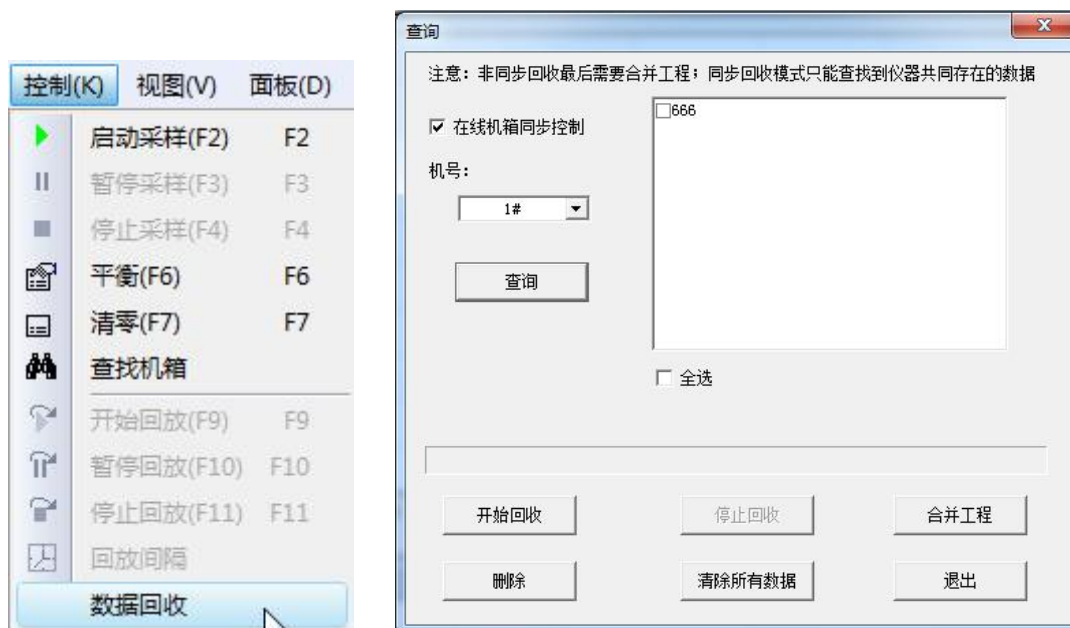 控制(K) 视图(V) 面板(D)
启动采样(F2) F2
暂停采样(F3) F3
停止采样(F4) F4
平衡(F6) F6
清零(F7) F7
查找机箱
开始回放(F9) F9
暂停回放(F10) F10
停止回放(F11) F11
回放间隔
数据回收
查询
注意：非同步回收最后需要合并工程；同步回收模式只能查找到仪器共同存在的数据
在线机箱同步控制
666
机号：
1#
查询
全选
开始回收 停止回收 合并工程
删除 清除所有数据 退出